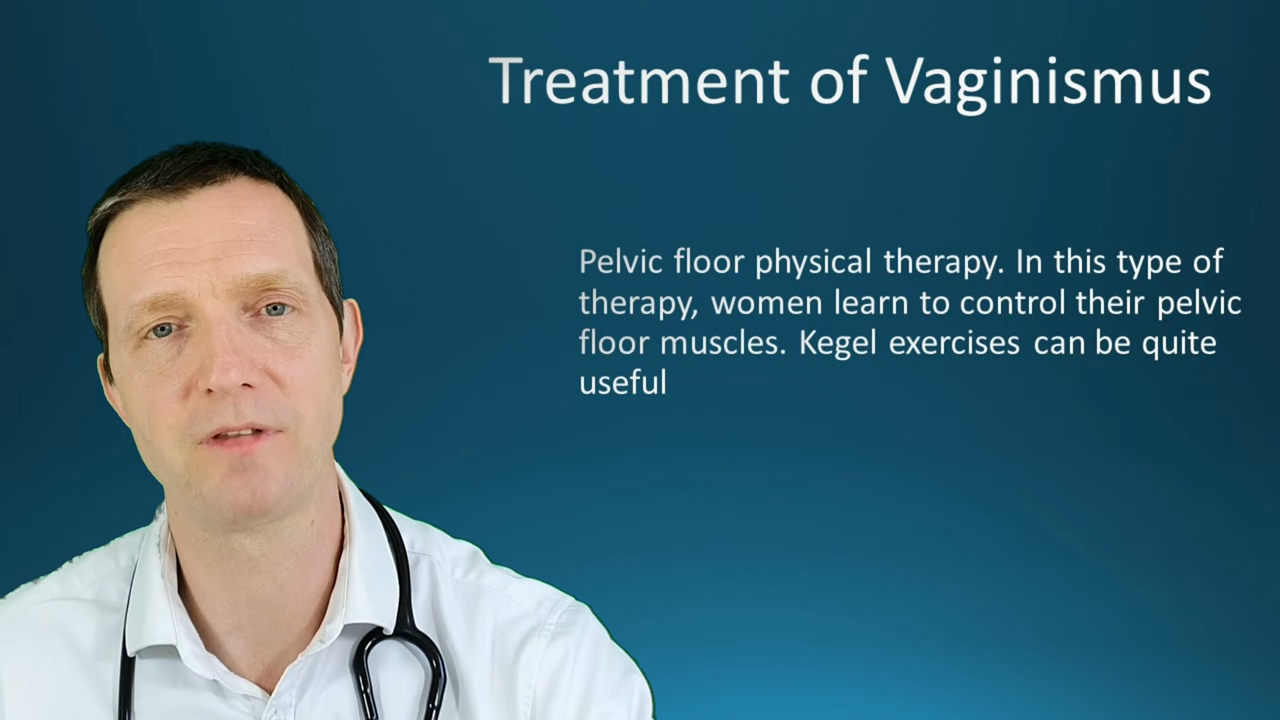 Treatment of Vaginismus
Pelvic floor physical therapy. In this type of
therapy, women learn to control their pelvic
floor muscles. Kegel exercises can be quite
useful